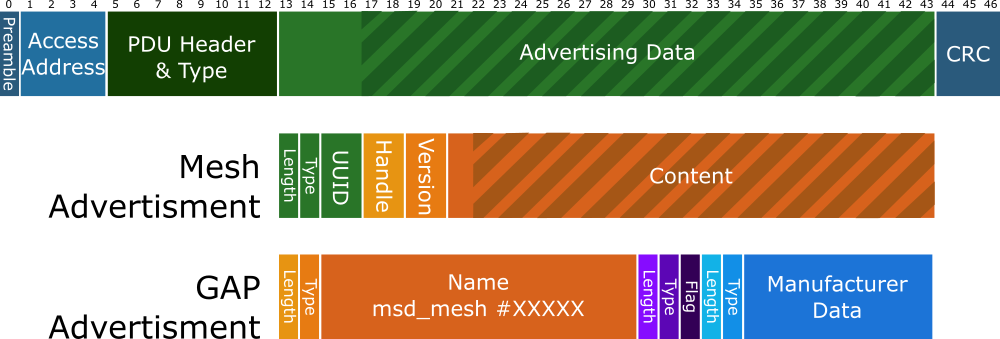 0 1 2 3 4 5 6 7 8 9 10 11 12 13 14 15 16 17 18 19 20 21 22 23 24 25 26 27 28 29 30 31 32 33 34 35 36 37 38 39 40 41 42 43 44 45 46
Preamble
Access
Address
PDU Header
& Type
Advertising Data
CRC
Mesh
Advertisment
Length
Type
UUID
Handle
Version
Content
GAP
Advertisment
Length
Type
Name
msd_mesh #XXXXX
Length
Type
Flag
Length
Type
Manufacturer
Data